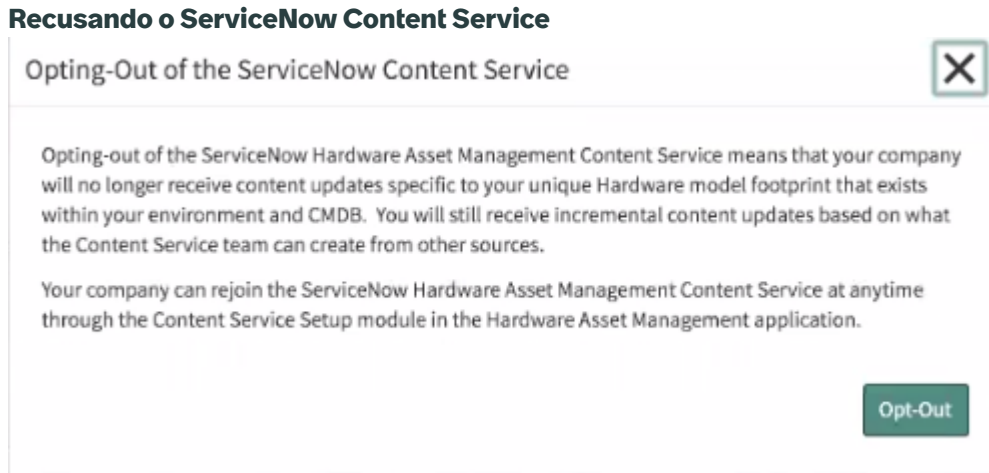 Recusando o ServiceNow Content Service
Opting-Out of the ServiceNow Content Service
Opting-out of the ServiceNow Hardware Asset Management Content Service means that your company
will no longer receive content updates specific to your unique Hardware model footprint that exists
within your environment and CMDB. You will still receive incremental content updates based on what
the Content Service team can create from other sources.
Your company can rejoin the ServiceNow Hardware Asset Management Content Service at anytime
through the Content Service Setup module in the Hardware Asset Management application.
Opt-Out